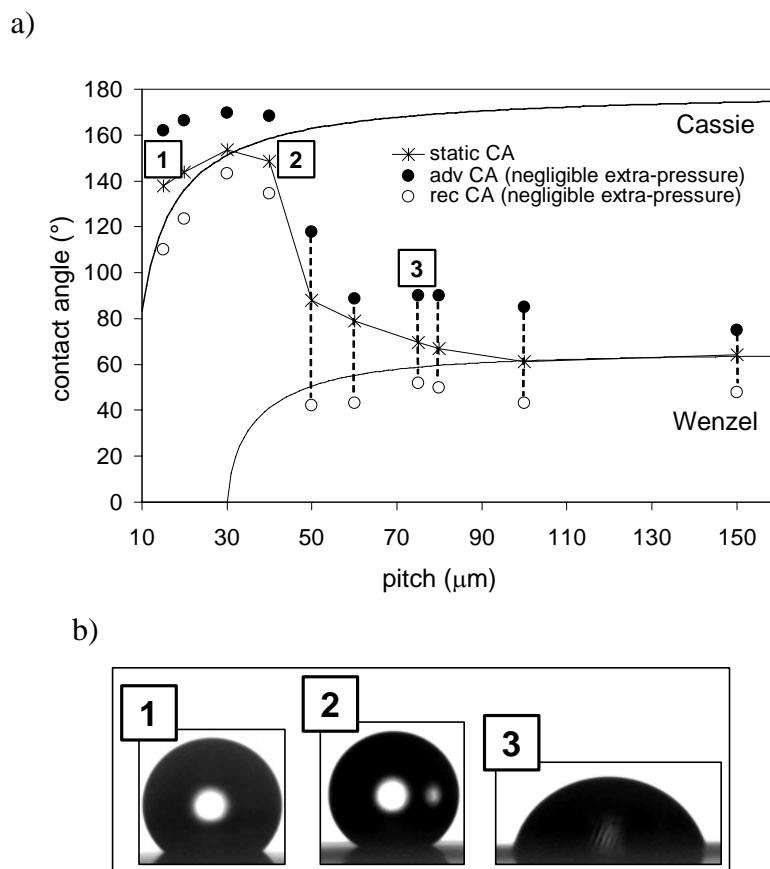 a)
180
160
140
120
100
80
60
40
20
0
contact angle (°)
Cassie
static CA
adv CA (negligible extra-pressure)
rec CA (negligible extra-pressure)
1
2
3
Wenzel
10 30 50 70 90 110 130 150
pitch (μm)
b)
1
2
3